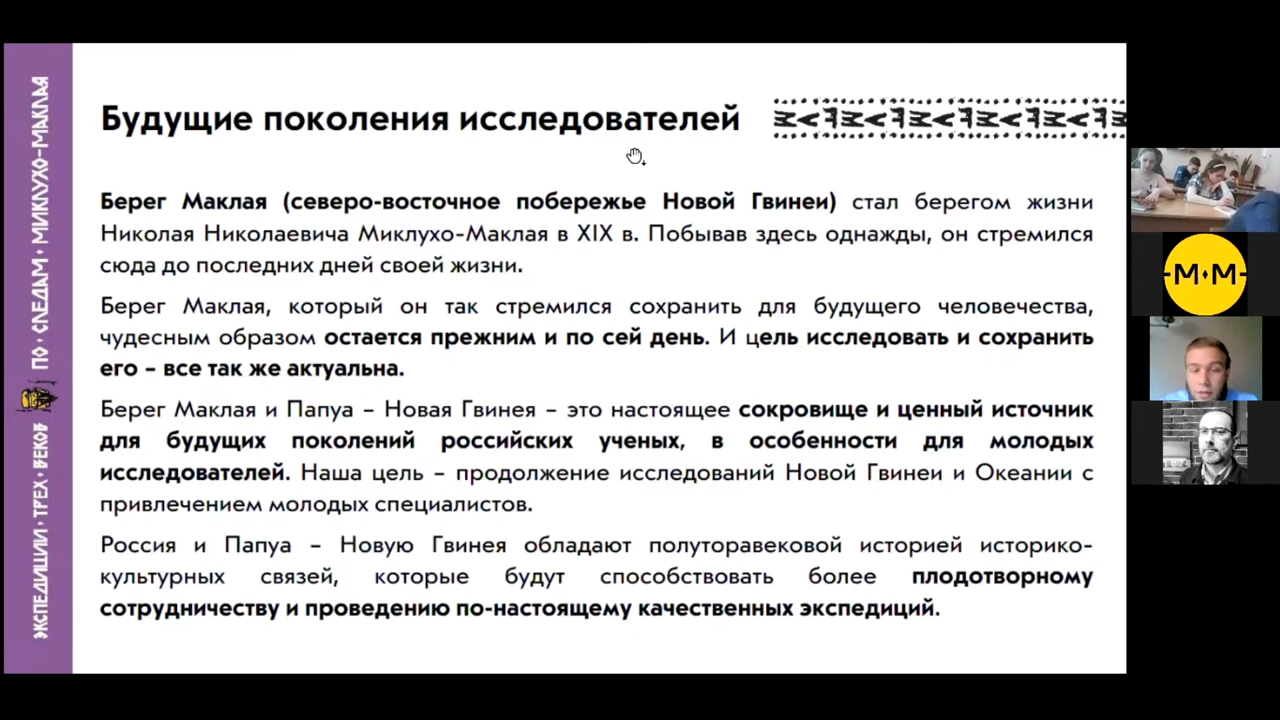 Будущие поколения исследователей
Берег Маклая (северо-восточное побережье Новой Гвинеи) стал берегом жизни
Николая Николаевича Миклухо-Маклая в XIX в. Побывав здесь однажды, он стремился
сюда до последних дней своей жизни.
Берег Маклая, который он так стремился сохранить для будущего человечества,
чудесным образом остается прежним и по сей день. И цель исследовать и сохранить
его – все так же актуальна.
Берег Маклая и Папуа – Новая Гвинея – это настоящее сокровище и ценный источник
для будущих поколений российских ученых, в особенности для молодых
исследователей. Наша цель – продолжение исследований Новой Гвинеи и Океании с
привлечением молодых специалистов.
Россия и Папуа – Новую Гвинея обладают полуторавековой историей историко-
культурных связей, которые будут способствовать более плодотворному
сотрудничеству и проведению по-настоящему качественных экспедиций.
ЭКСПЕДИЦИИ · ТРЕХ · ВЕКОВ
ПО · СЛЕДАМ · МИКЛУХО-МАКЛАЯ
-М·М-